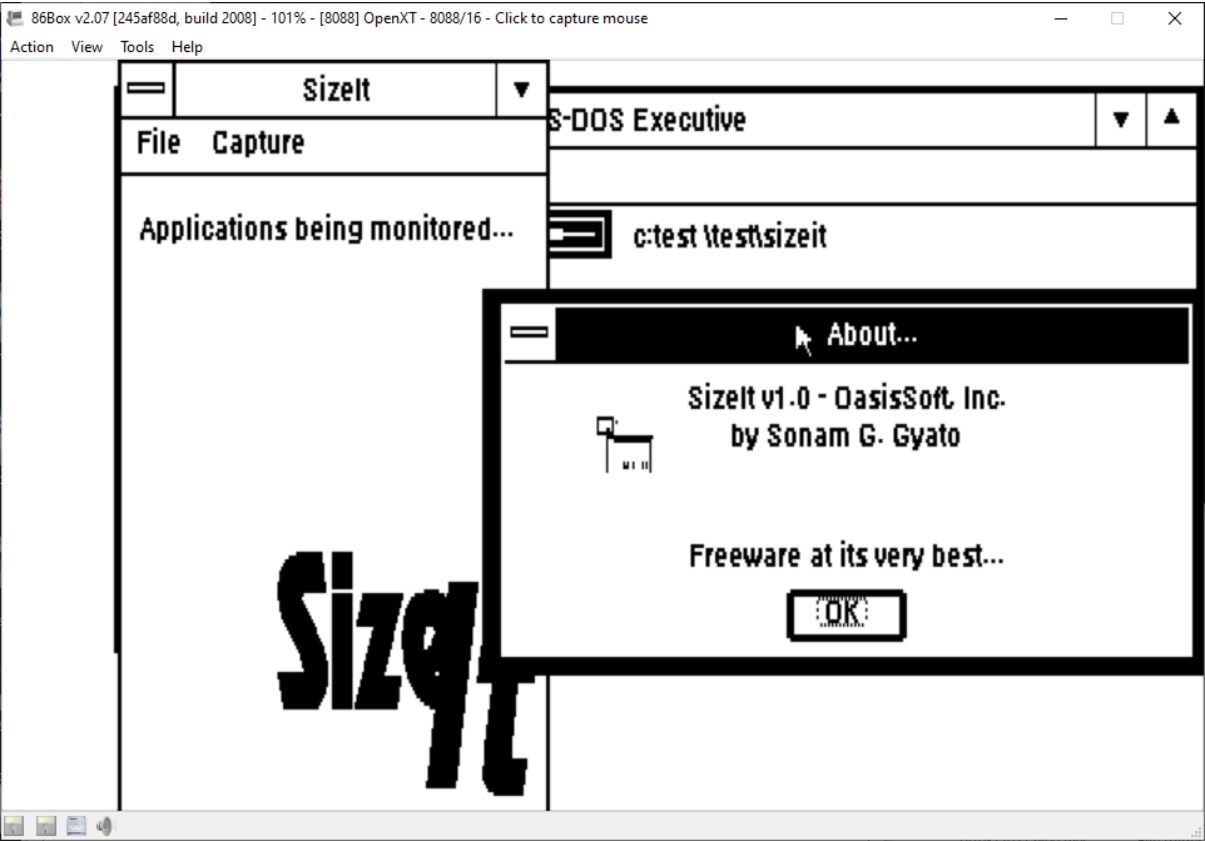 86Box v2.07 [245af88d, build 2008] - 101% - [8088] OpenXT - 8088/16 - Click to capture mouse
Action View Tools Help
SizeIt
S-DOS Executive
File Capture
Applications being monitored...
c:test \test\sizeit
About...
SizeIt v1.0 - OasisSoft, Inc.
by Sonam G. Gyato
Freeware at its very best...
OK